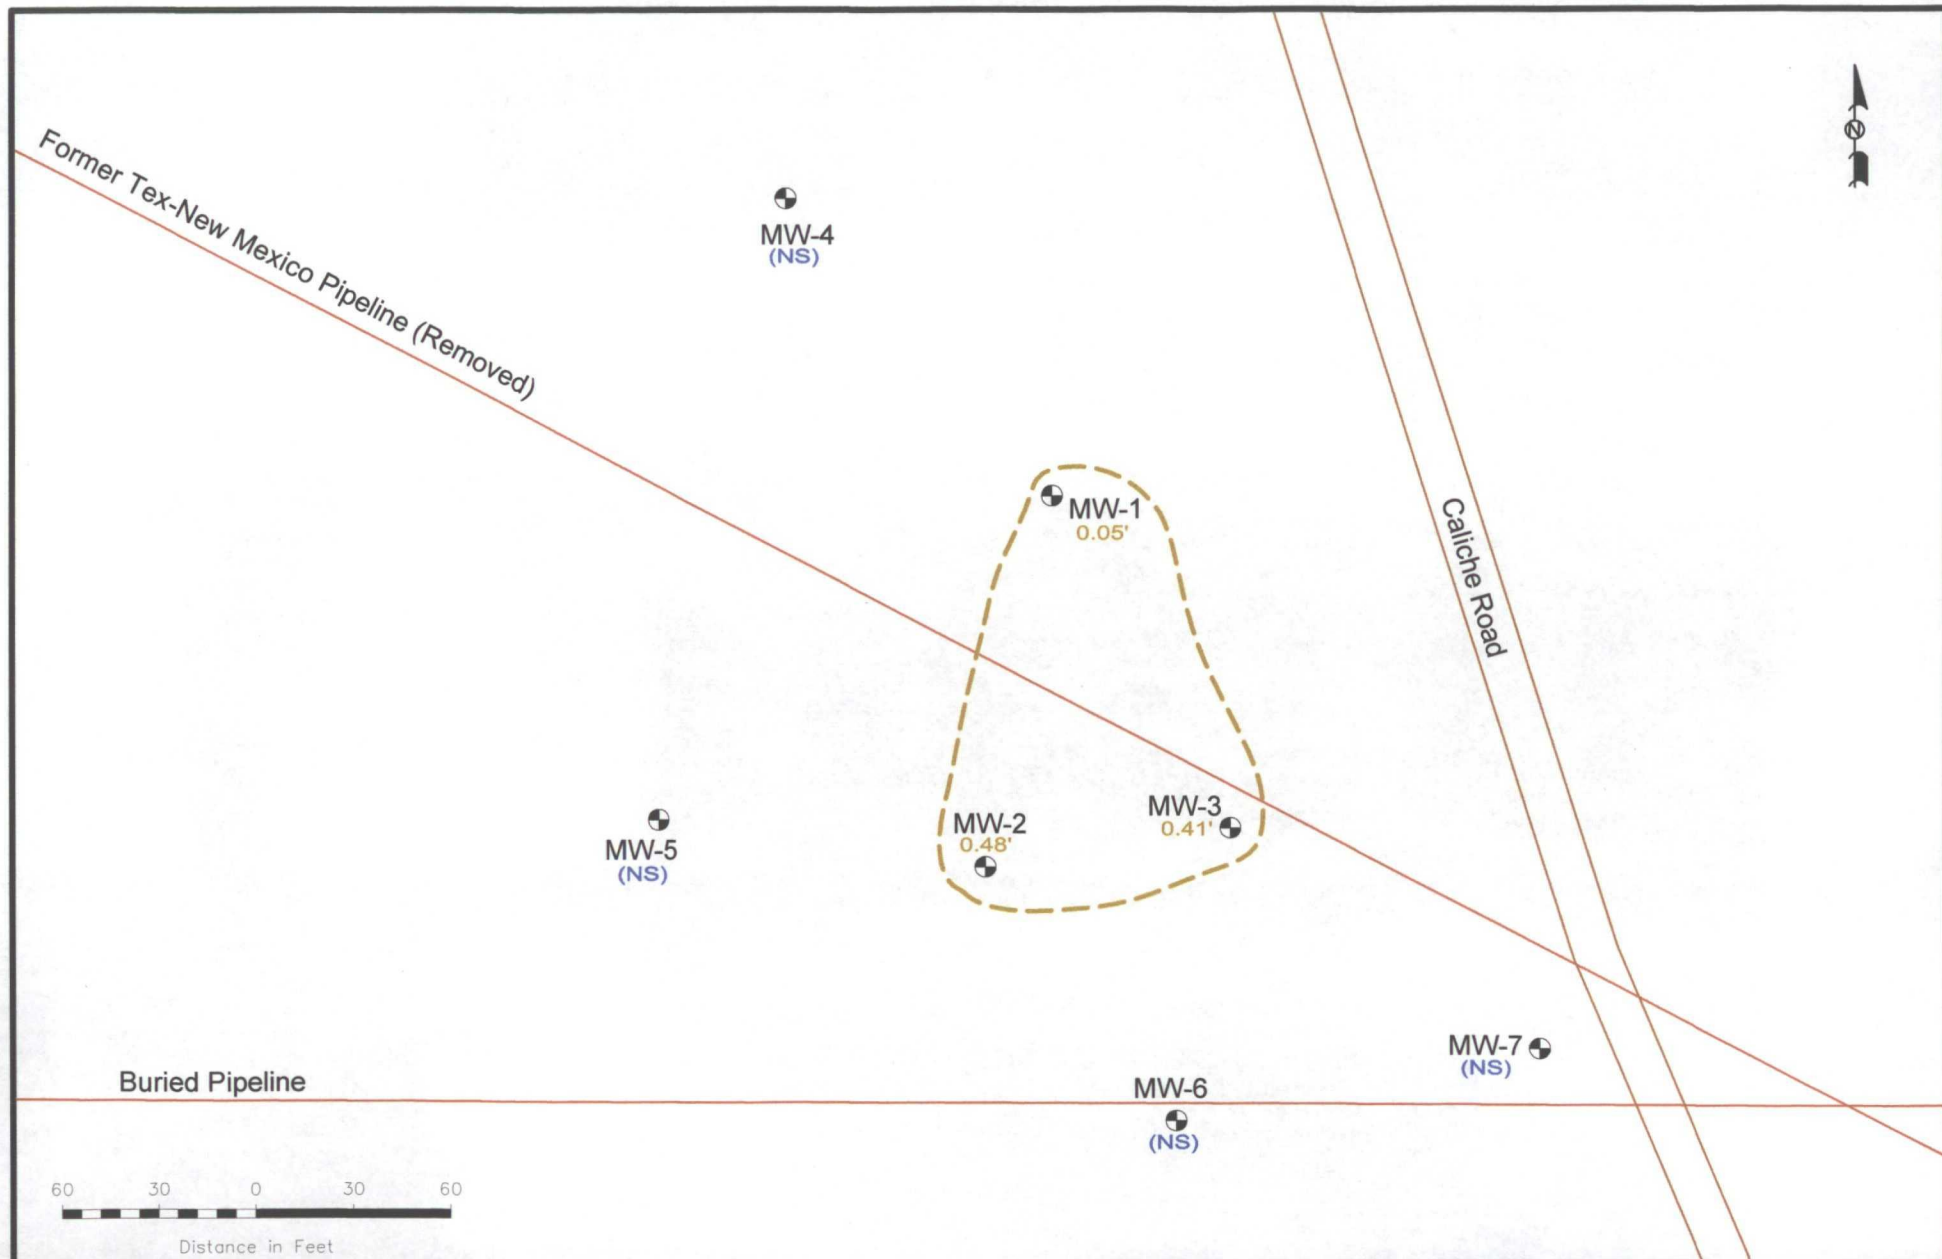 Former Tex-New Mexico Pipeline (Removed)
N
MW-4
(NS)
MW-1
0.05'
Caliche Road
MW-3
0.41'
MW-2
0.48'
MW-5
(NS)
MW-7
(NS)
Buried Pipeline
MW-6
(NS)
60 30 0 30 60
Distance in Feet